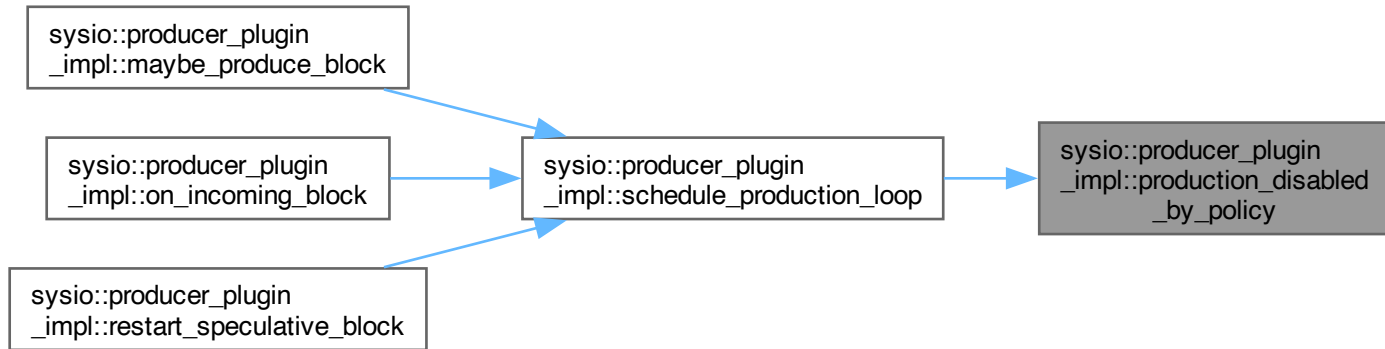 sysio::producer_plugin
_impl::maybe_produce_block
sysio::producer_plugin
_impl::on_incoming_block
sysio::producer_plugin
_impl::restart_speculative_block
sysio::producer_plugin
_impl::schedule_production_loop
sysio::producer_plugin
_impl::production_disabled
_by_policy